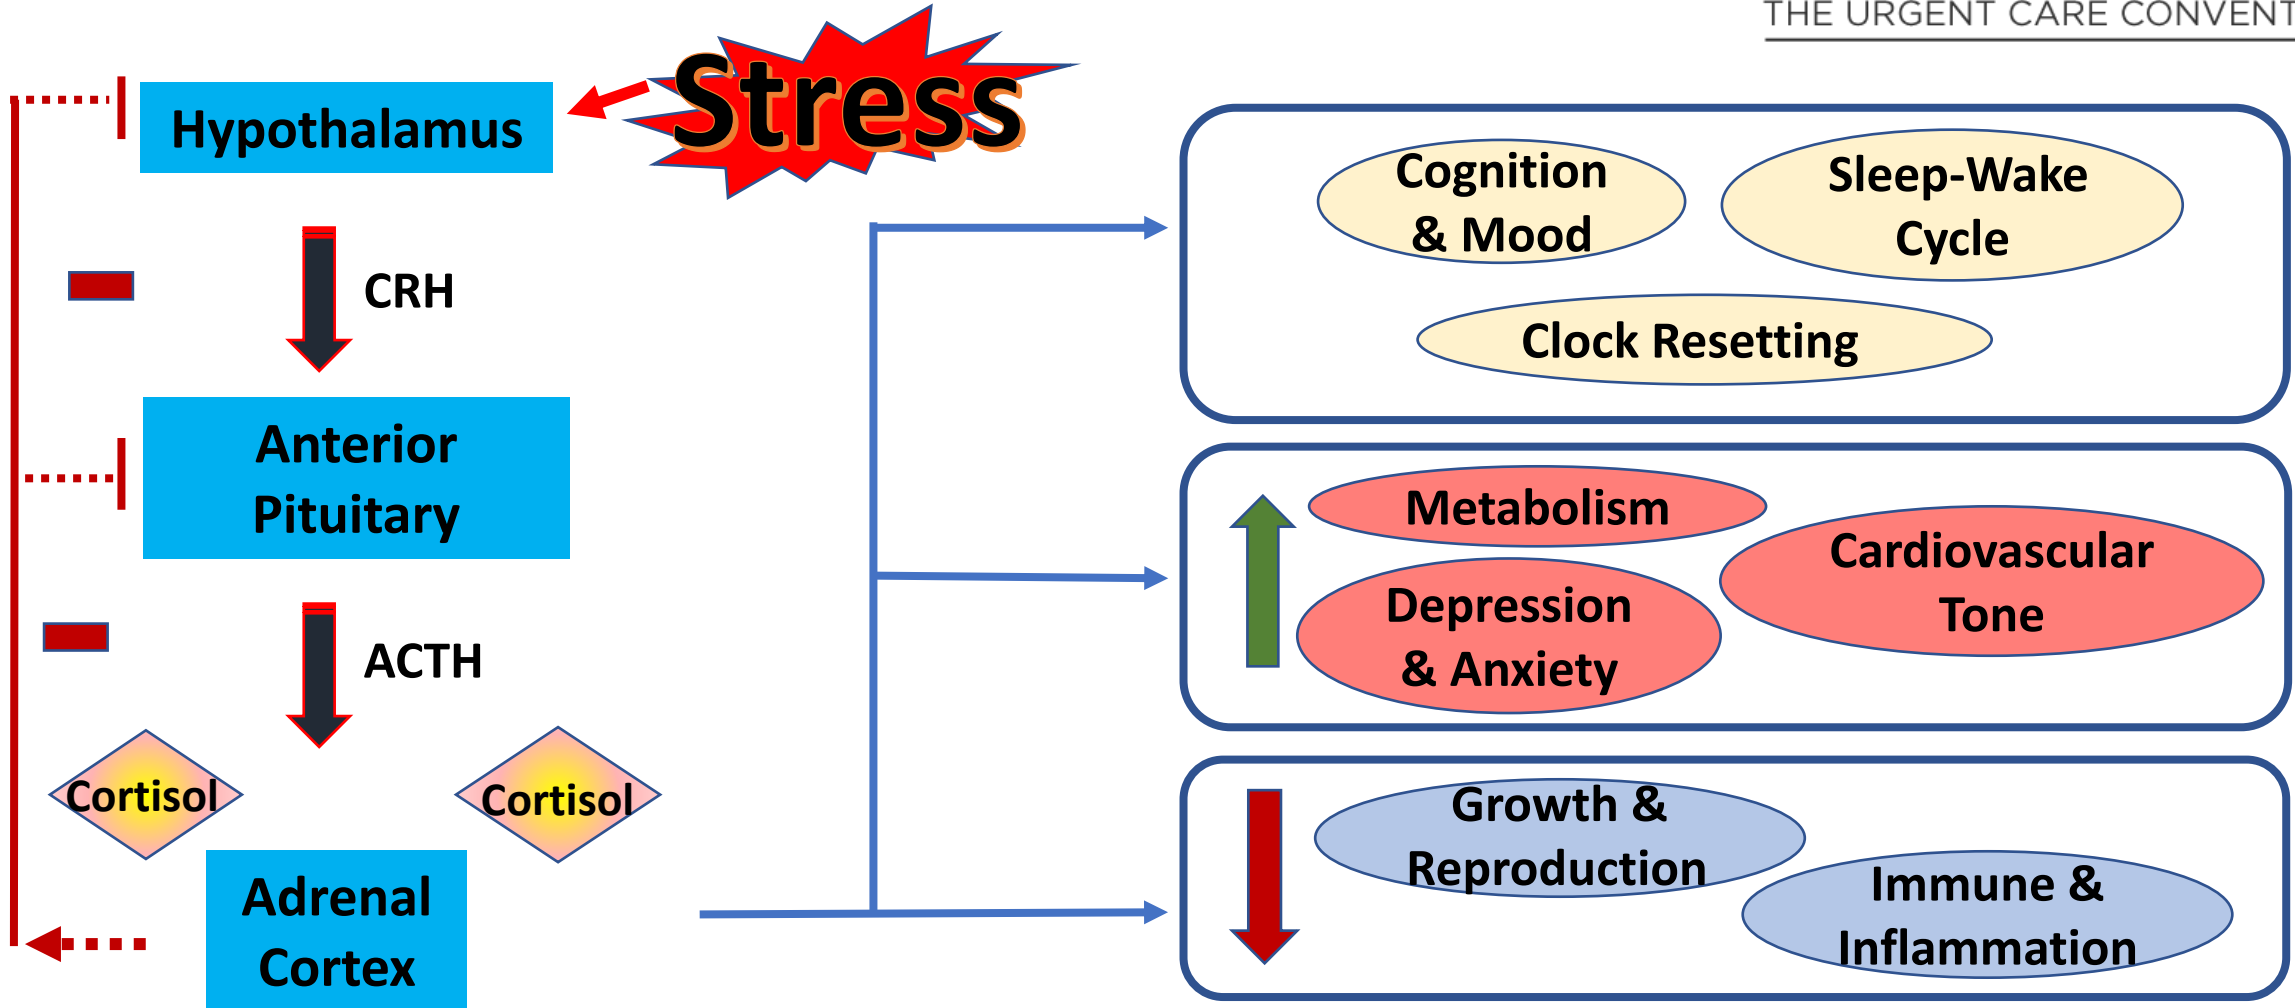 THE URGENT CARE CONVENT
Stress
Hypothalamus
CRH
Anterior
Pituitary
ACTH
Cortisol
Cortisol
Adrenal
Cortex
Cognition
& Mood
Sleep-Wake
Cycle
Clock Resetting
Metabolism
Cardiovascular
Tone
Depression
& Anxiety
Growth &
Reproduction
Immune &
Inflammation